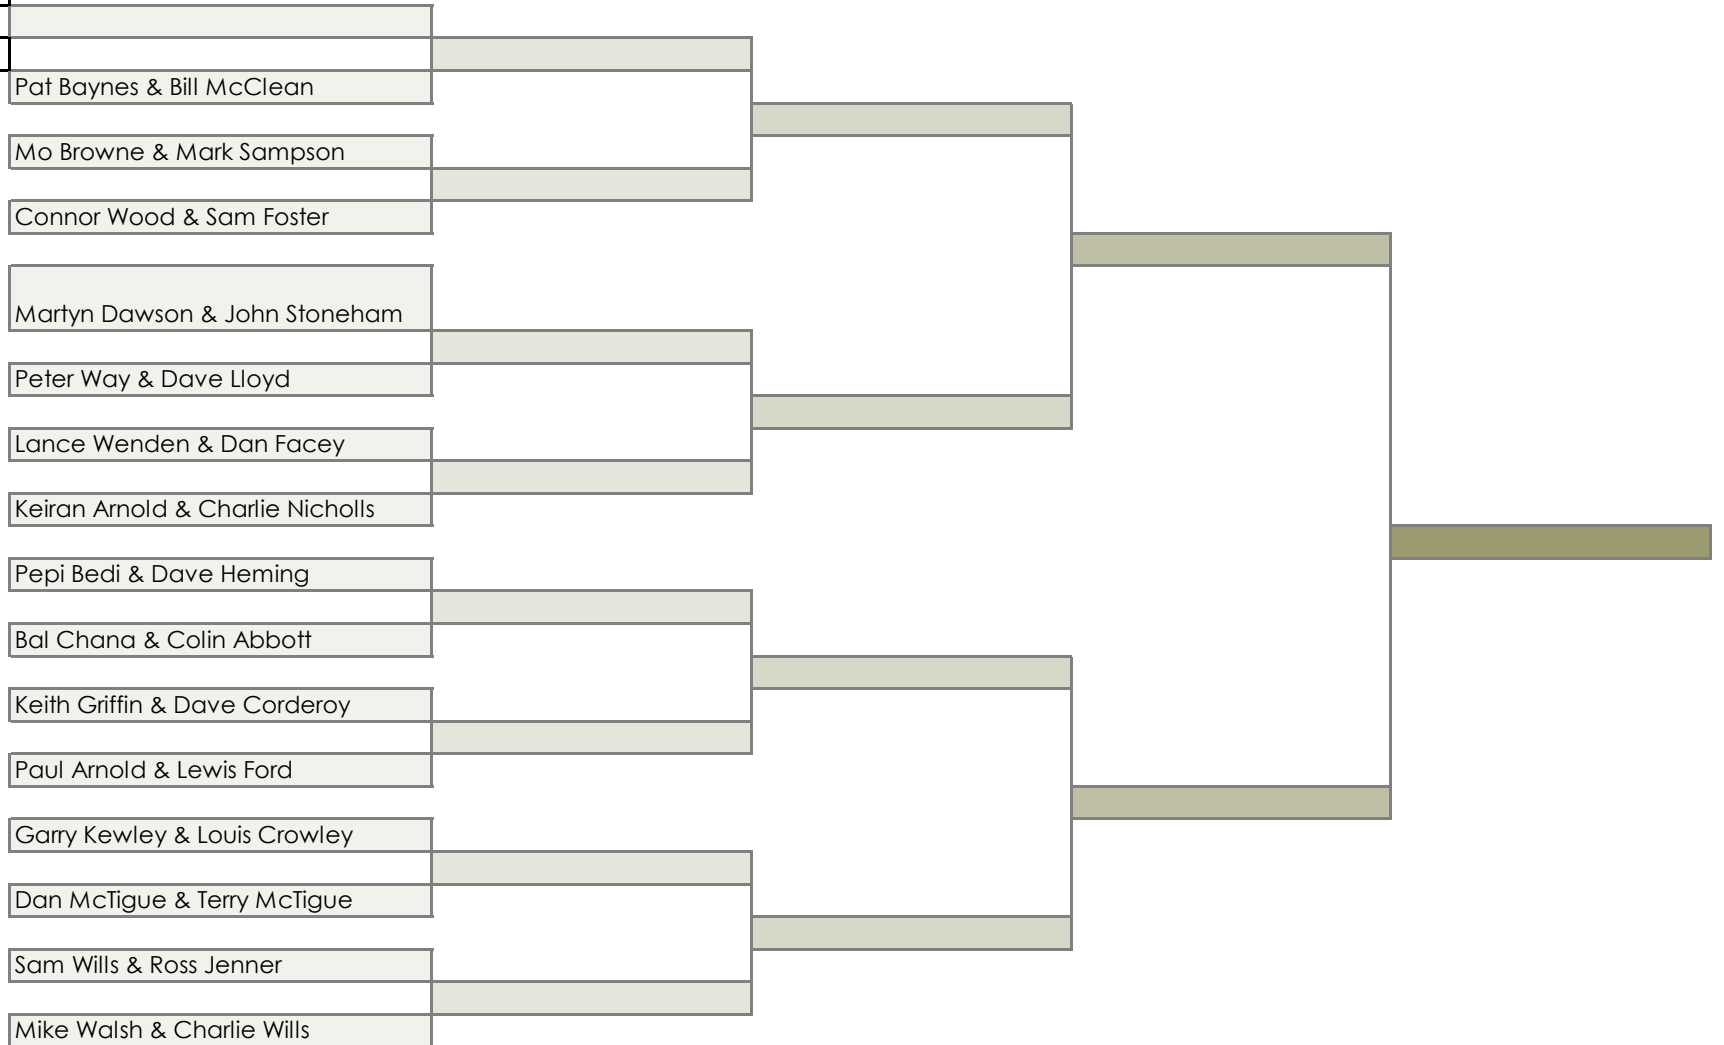 Pat Baynes & Bill McClean
Mo Browne & Mark Sampson
Connor Wood & Sam Foster
Martyn Dawson & John Stoneham
Peter Way & Dave Lloyd
Lance Wenden & Dan Facey
Keiran Arnold & Charlie Nicholls
Pepi Bedi & Dave Heming
Bal Chana & Colin Abbott
Keith Griffin & Dave Corderoy
Paul Arnold & Lewis Ford
Garry Kewley & Louis Crowley
Dan McTigue & Terry McTigue
Sam Wills & Ross Jenner
Mike Walsh & Charlie Wills